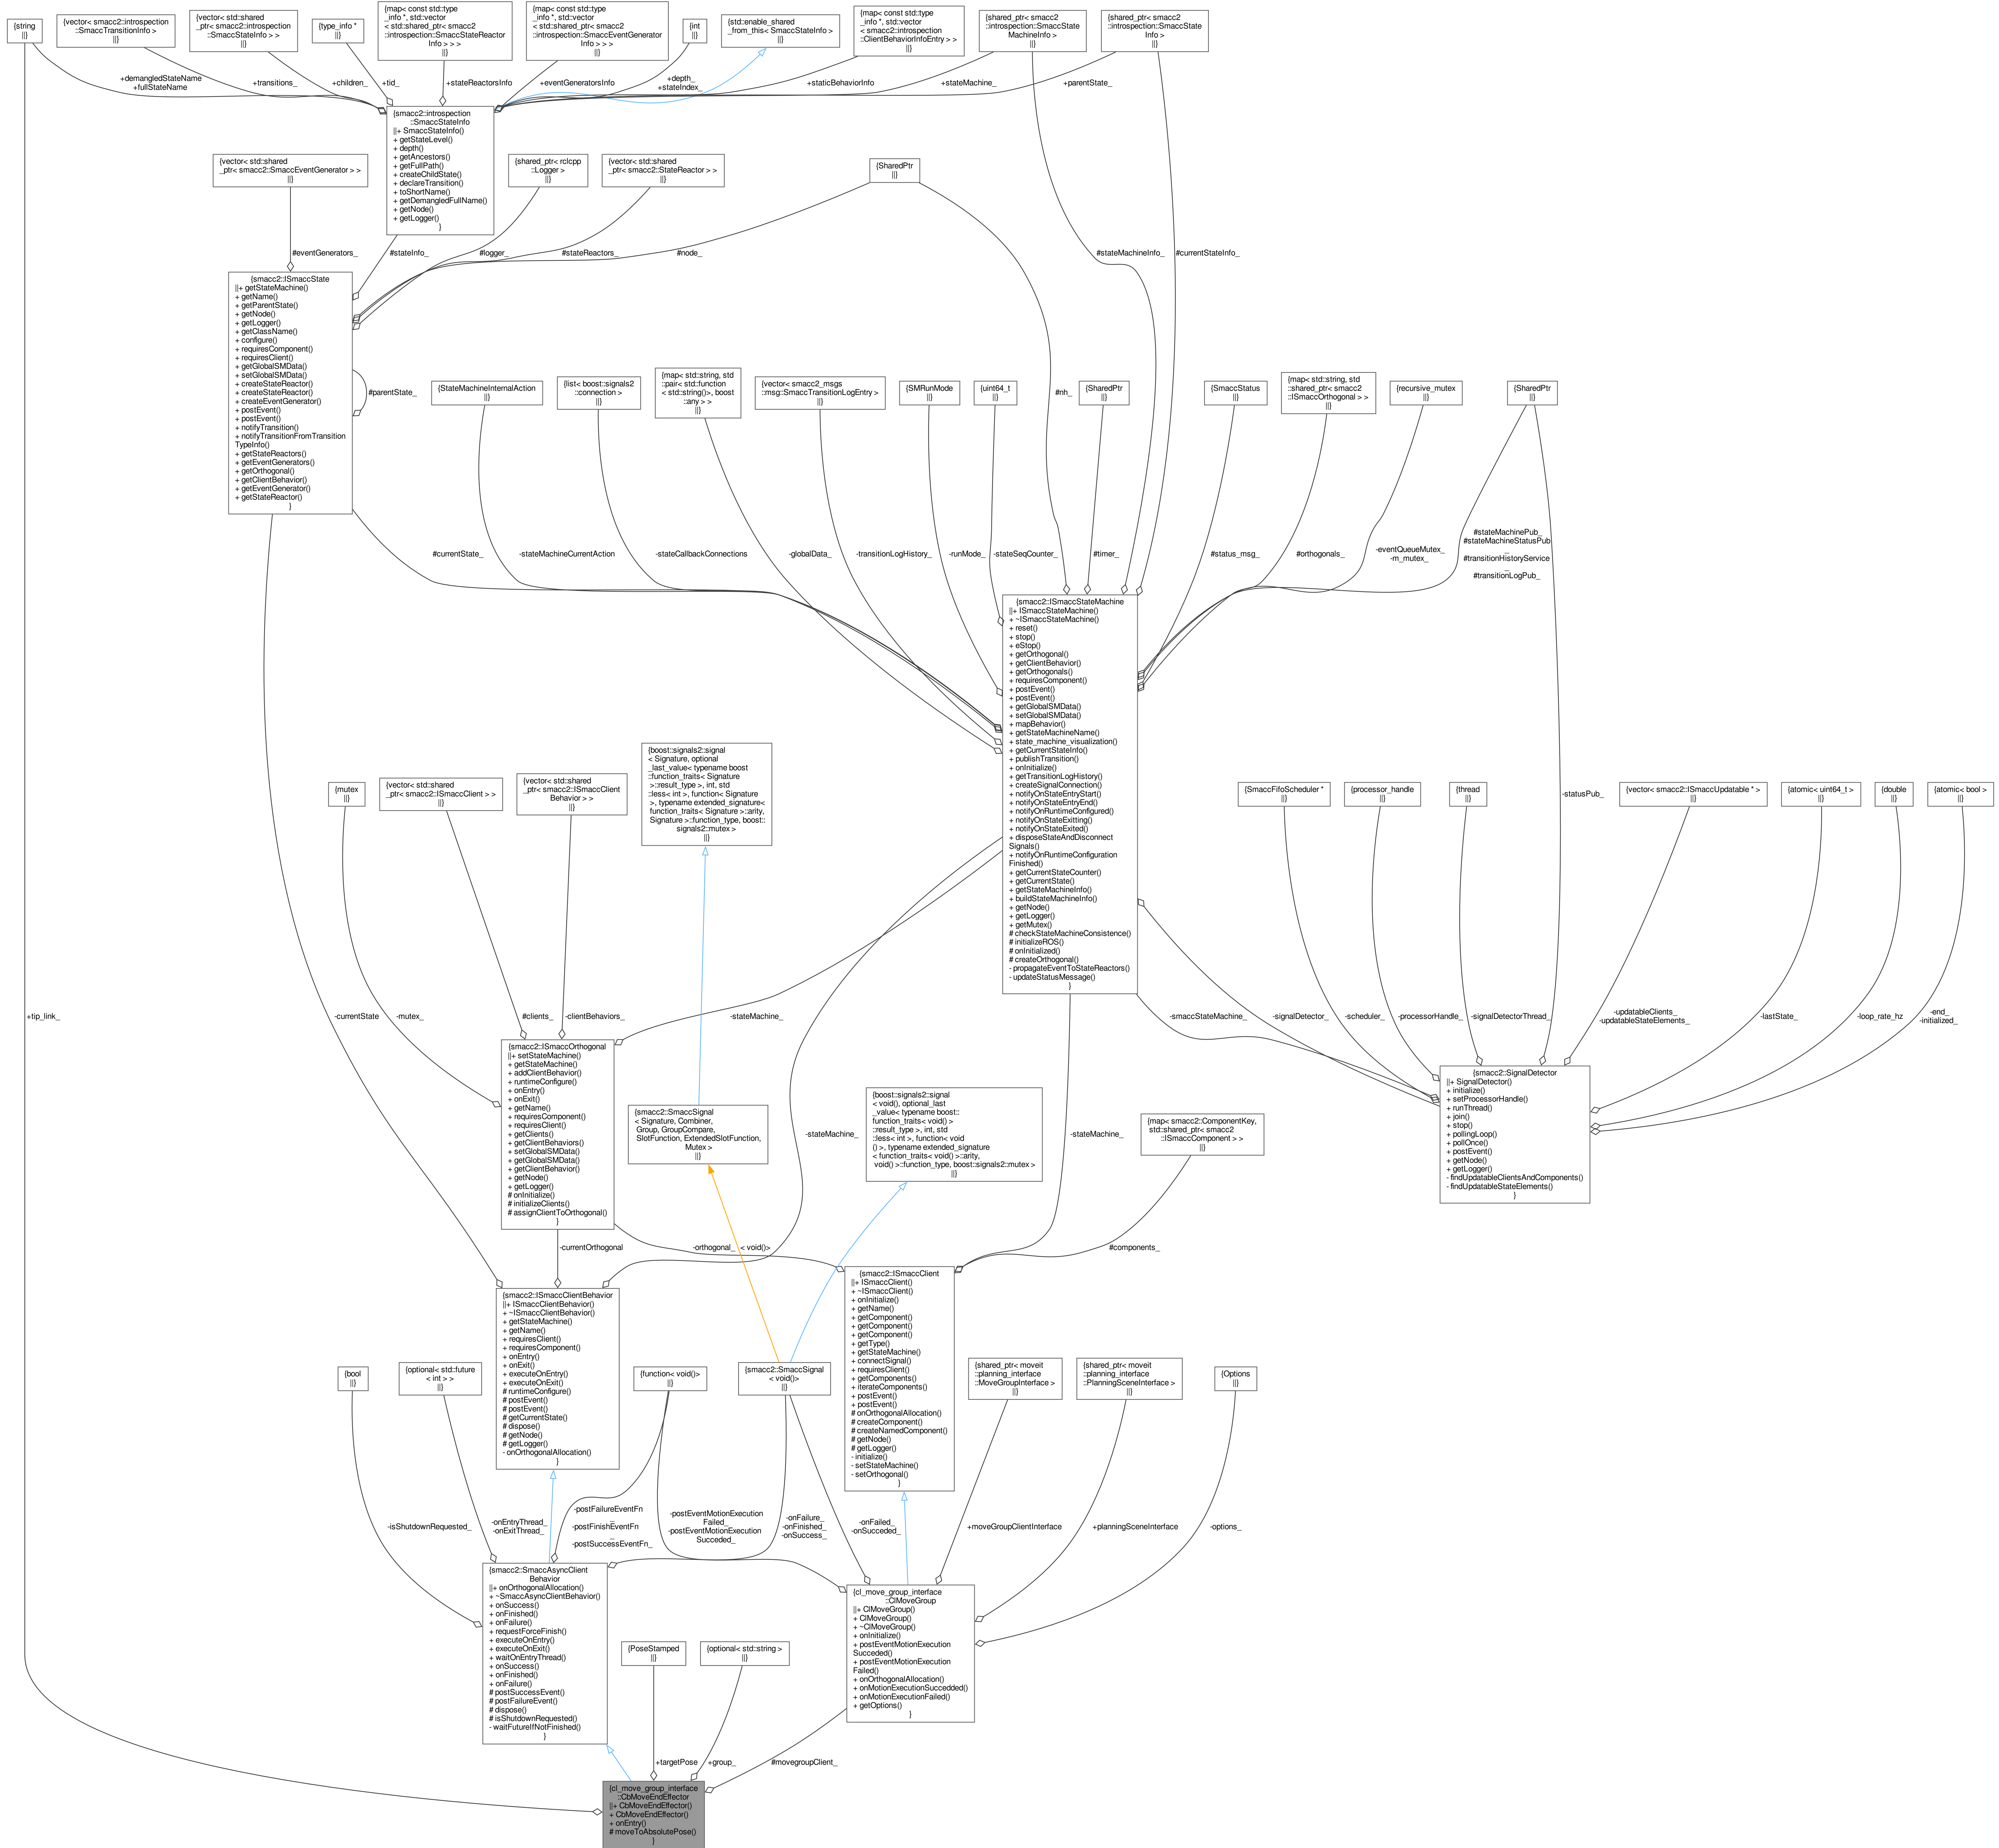 {string
||}
{vector< smacc2::introspection
::SmaccTransitionInfo >
||}
{vector< std::shared
_ptr< smacc2::introspection
::SmaccStateInfo > >
||}
{type_info *
||}
{map< const std::type
_info *, std::vector
< std::shared_ptr< smacc2
::introspection::SmaccStateReactor
Info > > >
||}
{map< const std::type
_info *, std::vector
< std::shared_ptr< smacc2
::introspection::SmaccEventGenerator
Info > > >
||}
{int
||}
{std::enable_shared
_from_this< SmaccStateInfo >
||}
{map< const std::type
_info *, std::vector
< smacc2::introspection
::ClientBehaviorInfoEntry > >
||}
{shared_ptr< smacc2
::introspection::SmaccState
MachineInfo >
||}
{shared_ptr< smacc2
::introspection::SmaccState
Info >
||}
+demangledStateName
+fullStateName
+transitions_
+children_
+tid_
+stateReactorsInfo
+eventGeneratorsInfo
+depth_
+stateIndex_
+staticBehaviorInfo
+stateMachine_
+parentState_
{smacc2::introspection
::SmaccStateInfo
||+ SmaccStateInfo()
+ getStateLevel()
+ depth()
+ getAncestors()
+ getFullPath()
+ createChildState()
+ declareTransition()
+ toShortName()
+ getDemangledFullName()
+ getNode()
+ getLogger()
}
{vector< std::shared
_ptr< smacc2::SmaccEventGenerator > >
||}
{shared_ptr< rclcpp
::Logger >
||}
{vector< std::shared
_ptr< smacc2::StateReactor > >
||}
{SharedPtr
||}
#eventGenerators_
#stateInfo_
#logger_
#stateReactors_
#node_
#stateMachineInfo_
#currentStateInfo_
{smacc2::ISmaccState
||+ getStateMachine()
+ getName()
+ getParentState()
+ getNode()
+ getLogger()
+ getClassName()
+ configure()
+ requiresComponent()
+ requiresClient()
+ getGlobalSMData()
+ setGlobalSMData()
+ createStateReactor()
+ createStateReactor()
+ createEventGenerator()
+ postEvent()
+ postEvent()
+ notifyTransition()
+ notifyTransitionFromTransition
TypeInfo()
+ getStateReactors()
+ getEventGenerators()
+ getOrthogonal()
+ getClientBehavior()
+ getEventGenerator()
+ getStateReactor()
}
#parentState_
#nh_
{StateMachineInternalAction
||}
{list< boost::signals2
::connection >
||}
{map< std::string, std
::pair< std::function
< std::string()>, boost
::any > >
||}
{vector< smacc2_msgs
::msg::SmaccTransitionLogEntry >
||}
{SMRunMode
||}
{uint64_t
||}
{SharedPtr
||}
{SmaccStatus
||}
{map< std::string, std
::shared_ptr< smacc2
::ISmaccOrthogonal > >
||}
{recursive_mutex
||}
{SharedPtr
||}
#currentState_
-stateMachineCurrentAction
-stateCallbackConnections
-globalData_
-transitionLogHistory_
-runMode_
-stateSeqCounter_
#timer_
#status_msg_
#orthogonals_
-eventQueueMutex_
-m_mutex_
#stateMachinePub_
#stateMachineStatusPub
_
#transitionHistoryService
_
#transitionLogPub_
{smacc2::ISmaccStateMachine
||+ ISmaccStateMachine()
+ ~ISmaccStateMachine()
+ reset()
+ stop()
+ eStop()
+ getOrthogonal()
+ getClientBehavior()
+ getOrthogonals()
+ requiresComponent()
+ postEvent()
+ postEvent()
+ getGlobalSMData()
+ setGlobalSMData()
+ mapBehavior()
+ getStateMachineName()
+ state_machine_visualization()
+ getCurrentStateInfo()
+ publishTransition()
+ onInitialize()
+ getTransitionLogHistory()
+ createSignalConnection()
+ notifyOnStateEntryStart()
+ notifyOnStateEntryEnd()
+ notifyOnRuntimeConfigured()
+ notifyOnStateExitting()
+ notifyOnStateExited()
+ disposeStateAndDisconnect
Signals()
+ notifyOnRuntimeConfiguration
Finished()
+ getCurrentStateCounter()
+ getCurrentState()
+ getStateMachineInfo()
+ buildStateMachineInfo()
+ getNode()
+ getLogger()
+ getMutex()
# checkStateMachineConsistence()
# initializeROS()
# onInitialized()
# createOrthogonal()
- propagateEventToStateReactors()
- updateStatusMessage()
}
{mutex
||}
{vector< std::shared
_ptr< smacc2::ISmaccClient > >
||}
{vector< std::shared
_ptr< smacc2::ISmaccClient
Behavior > >
||}
{boost::signals2::signal
< Signature, optional
_last_value< typename boost
::function_traits< Signature
>::result_type >, int, std
::less< int >, function< Signature
>, typename extended_signature<
function_traits< Signature >::arity,
Signature >::function_type, boost::
signals2::mutex >
||}
{SmaccFifoScheduler *
||}
{processor_handle
||}
{thread
||}
{vector< smacc2::ISmaccUpdatable * >
||}
{atomic< uint64_t >
||}
{double
||}
{atomic< bool >
||}
-statusPub_
+tip_link_
-currentState
-mutex_
#clients_
-clientBehaviors_
-stateMachine_
-smaccStateMachine_
-signalDetector_
-scheduler_
-processorHandle_
-signalDetectorThread_
-updatableClients_
-updatableStateElements_
-lastState_
-loop_rate_hz
-end_
-initialized_
{smacc2::ISmaccOrthogonal
||+ setStateMachine()
+ getStateMachine()
+ addClientBehavior()
+ runtimeConfigure()
+ onEntry()
+ onExit()
+ getName()
+ requiresComponent()
+ requiresClient()
+ getClients()
+ getClientBehaviors()
+ setGlobalSMData()
+ getGlobalSMData()
+ getClientBehavior()
+ getNode()
+ getLogger()
# onInitialize()
# initializeClients()
# assignClientToOrthogonal()
}
{smacc2::SmaccSignal
< Signature, Combiner,
Group, GroupCompare,
SlotFunction, ExtendedSlotFunction,
Mutex >
||}
{boost::signals2::signal
< void(), optional_last
_value< typename boost::
function_traits< void() >
::result_type >, int, std
::less< int >, function< void
() >, typename extended_signature
< function_traits< void() >::arity,
void() >::function_type, boost::signals2::mutex >
||}
{map< smacc2::ComponentKey,
std::shared_ptr< smacc2
::ISmaccComponent > >
||}
{smacc2::SignalDetector
||+ SignalDetector()
+ initialize()
+ setProcessorHandle()
+ runThread()
+ join()
+ stop()
+ pollingLoop()
+ pollOnce()
+ postEvent()
+ getNode()
+ getLogger()
- findUpdatableClientsAndComponents()
- findUpdatableStateElements()
}
-stateMachine_
-stateMachine_
-currentOrthogonal
-orthogonal_
< void()>
#components_
{smacc2::ISmaccClientBehavior
||+ ISmaccClientBehavior()
+ ~ISmaccClientBehavior()
+ getStateMachine()
+ getName()
+ requiresClient()
+ requiresComponent()
+ onEntry()
+ onExit()
+ executeOnEntry()
+ executeOnExit()
# runtimeConfigure()
# postEvent()
# postEvent()
# getCurrentState()
# dispose()
# getNode()
# getLogger()
- onOrthogonalAllocation()
}
{smacc2::ISmaccClient
||+ ISmaccClient()
+ ~ISmaccClient()
+ onInitialize()
+ getName()
+ getComponent()
+ getComponent()
+ getComponent()
+ getType()
+ getStateMachine()
+ connectSignal()
+ requiresClient()
+ getComponents()
+ iterateComponents()
+ postEvent()
+ postEvent()
# onOrthogonalAllocation()
# createComponent()
# createNamedComponent()
# getNode()
# getLogger()
- initialize()
- setStateMachine()
- setOrthogonal()
}
{bool
||}
{optional< std::future
< int > >
||}
{function< void()>
||}
{smacc2::SmaccSignal
< void()>
||}
{shared_ptr< moveit
::planning_interface
::MoveGroupInterface >
||}
{shared_ptr< moveit
::planning_interface
::PlanningSceneInterface >
||}
{Options
||}
-isShutdownRequested_
-onEntryThread_
-onExitThread_
-postFailureEventFn
_
-postFinishEventFn
_
-postSuccessEventFn_
-postEventMotionExecution
Failed_
-postEventMotionExecution
Succeded_
-onFailure_
-onFinished_
-onSuccess_
-onFailed_
-onSucceded_
+moveGroupClientInterface
+planningSceneInterface
-options_
{smacc2::SmaccAsyncClient
Behavior
||+ onOrthogonalAllocation()
+ ~SmaccAsyncClientBehavior()
+ onSuccess()
+ onFinished()
+ onFailure()
+ requestForceFinish()
+ executeOnEntry()
+ executeOnExit()
+ waitOnEntryThread()
+ onSuccess()
+ onFinished()
+ onFailure()
# postSuccessEvent()
# postFailureEvent()
# dispose()
# isShutdownRequested()
- waitFutureIfNotFinished()
}
{cl_move_group_interface
::ClMoveGroup
||+ ClMoveGroup()
+ ClMoveGroup()
+ ~ClMoveGroup()
+ onInitialize()
+ postEventMotionExecution
Succeded()
+ postEventMotionExecution
Failed()
+ onOrthogonalAllocation()
+ onMotionExecutionSuccedded()
+ onMotionExecutionFailed()
+ getOptions()
}
{PoseStamped
||}
{optional< std::string >
||}
+targetPose
+group_
#movegroupClient_
{cl_move_group_interface
::CbMoveEndEffector
||+ CbMoveEndEffector()
+ CbMoveEndEffector()
+ onEntry()
# moveToAbsolutePose()
}